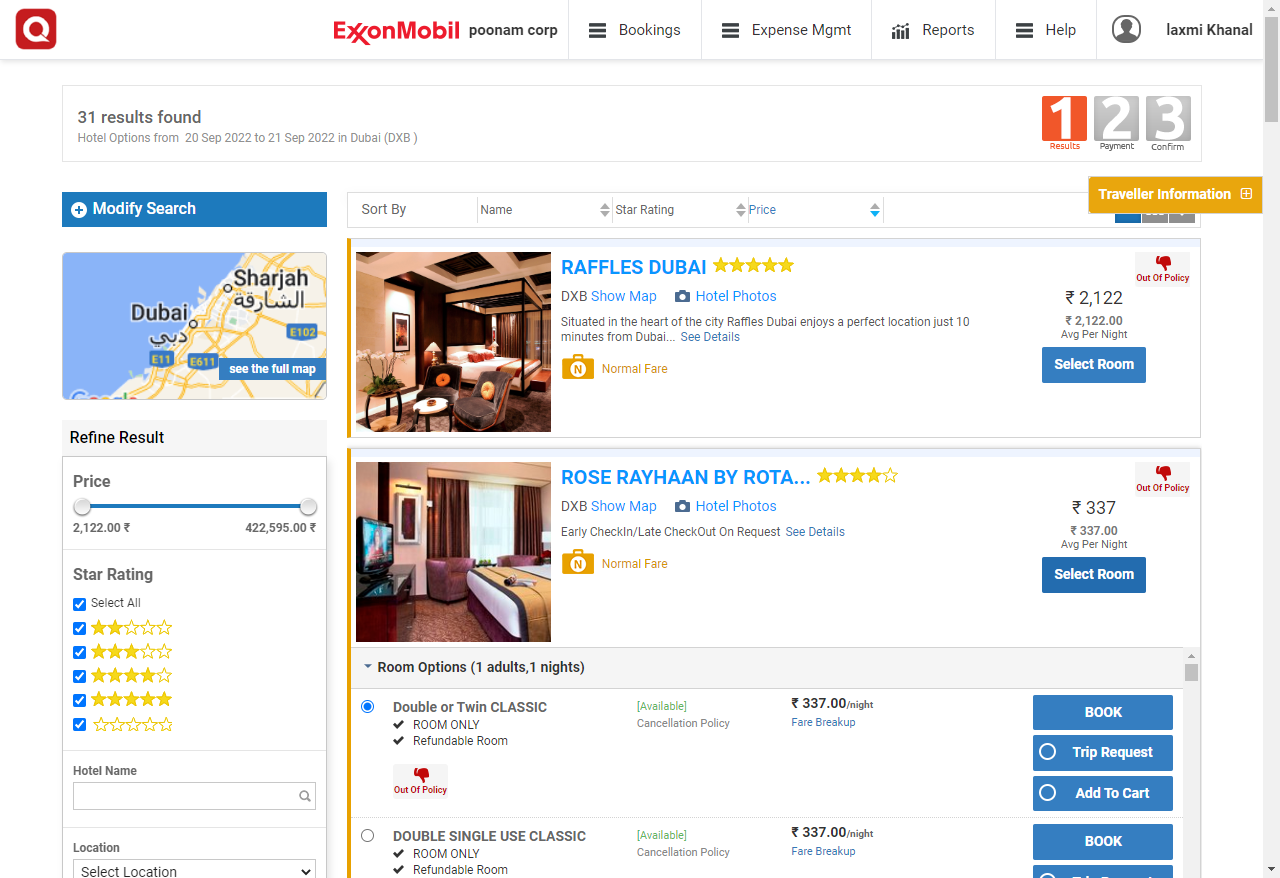 Q
ExxonMobil poonam corp
Bookings
Expense Mgmt
Reports
Help
laxmi Khanal
31 results found
Hotel Options from 20 Sep 2022 to 21 Sep 2022 in Dubai (DXB )
1 2 3
Results Payment Confirm
Modify Search
Sort By Name Star Rating Price
Traveller Information
Sharjah
الشارقة
Dubai
دبي
E102
E11 E611
see the full map
Google
Refine Result
Price
2,122.00 ₹ 422,595.00 ₹
Star Rating
Select All
Hotel Name
Location
Select Location
RAFFLES DUBAI
DXB Show Map Hotel Photos
Situated in the heart of the city Raffles Dubai enjoys a perfect location just 10
minutes from Dubai... See Details
N Normal Fare
Out Of Policy
₹ 2,122
₹ 2,122.00
Avg Per Night
Select Room
ROSE RAYHAAN BY ROTA...
DXB Show Map Hotel Photos
Early CheckIn/Late CheckOut On Request See Details
N Normal Fare
Out Of Policy
₹ 337
₹ 337.00
Avg Per Night
Select Room
Room Options (1 adults,1 nights)
Double or Twin CLASSIC
ROOM ONLY
Refundable Room
Out Of Policy
[Available]
Cancellation Policy
₹ 337.00/night
Fare Breakup
BOOK
Trip Request
Add To Cart
DOUBLE SINGLE USE CLASSIC
ROOM ONLY
Refundable Room
[Available]
Cancellation Policy
₹ 337.00/night
Fare Breakup
BOOK
Trip Request